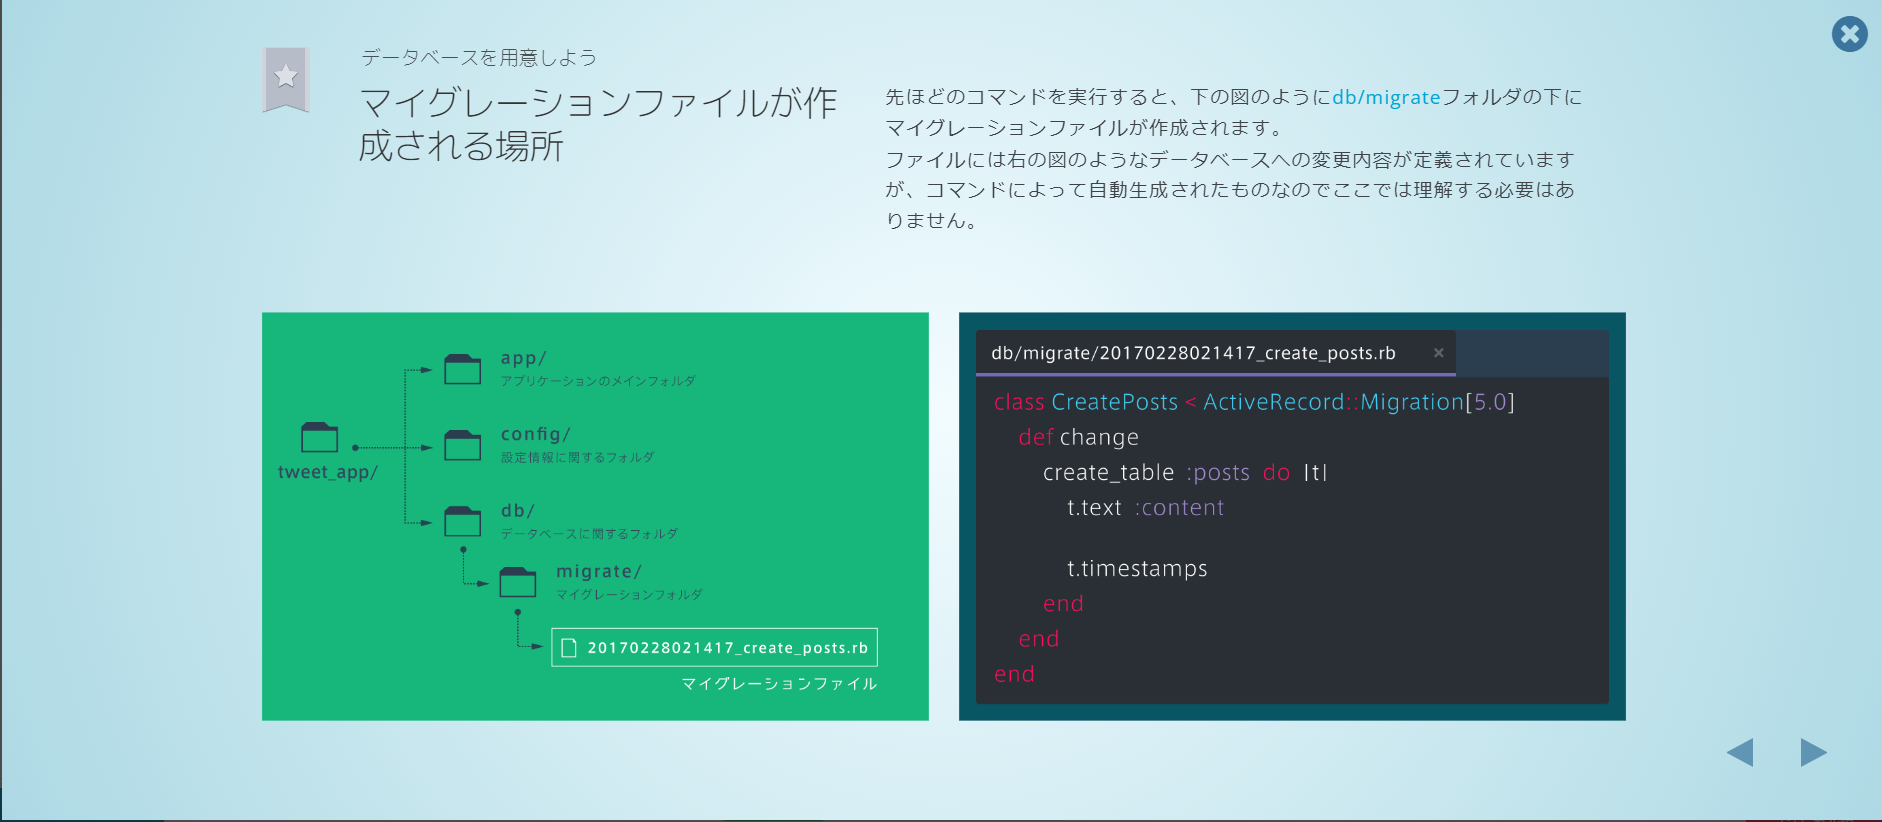 データベースを用意しよう
マイグレーションファイルが作
成される場所
先ほどのコマンドを実行すると、下の図のようにdb/migrateフォルダの下に
マイグレーションファイルが作成されます。
ファイルには右の図のようなデータベースへの変更内容が定義されています
が、コマンドによって自動生成されたものなのでここでは理解する必要はあ
りません。
app/
アプリケーションのメインフォルダ
config/
設定情報に関するフォルダ
tweet_app/
db/
データベースに関するフォルダ
migrate/
マイグレーションフォルダ
20170228021417_create_posts.rb
マイグレーションファイル
db/migrate/20170228021417_create_posts.rb
class CreatePosts < ActiveRecord::Migration[5.0]
def change
create_table :posts do |t|
t.text :content
t.timestamps
end
end
end